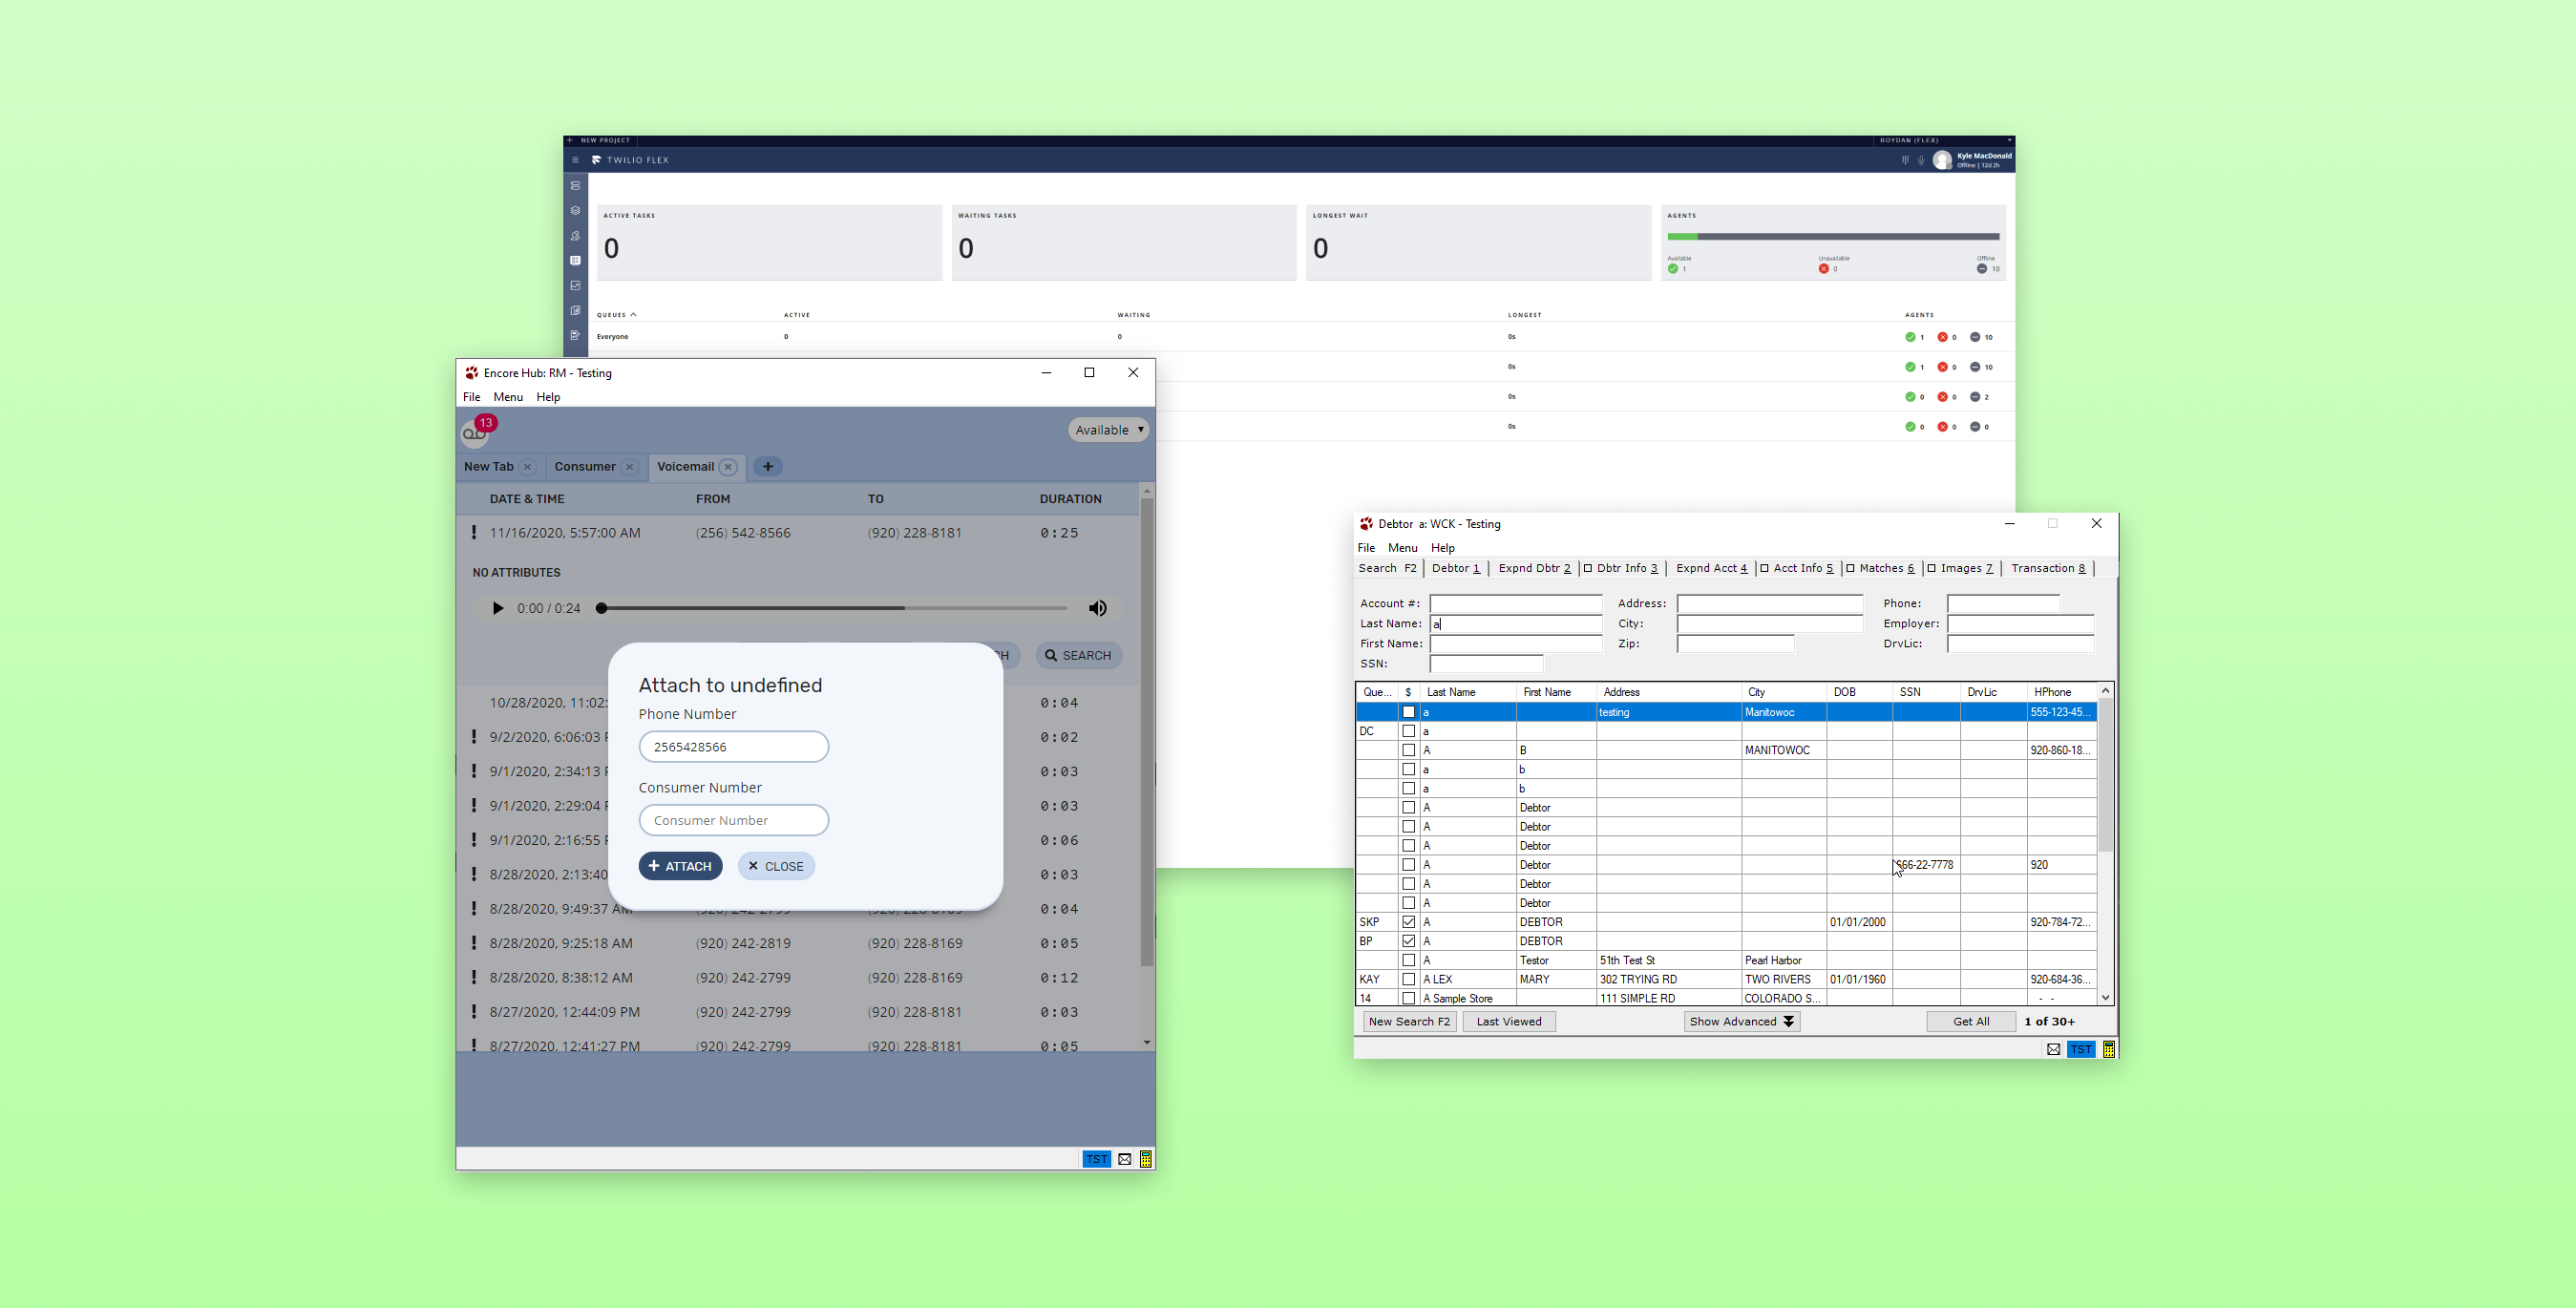 + NEW PROJECT
ROYDAN (FLEX)
TWILIO FLEX
Kyle MacDonald
Offline | 12d 2h
ACTIVE TASKS
0
WAITING TASKS
0
LONGEST WAIT
0
AGENTS
Available
1
Unavailable
0
Offline
10
QUEUES ACTIVE WAITING LONGEST AGENTS
Everyone 0 0 0s 1 0 10
0s 1 0 10
0s 0 0 2
0s 0 0 0
Encore Hub: RM - Testing
File Menu Help
13
Available
New Tab Consumer Voicemail +
DATE & TIME FROM TO DURATION
! 11/16/2020, 5:57:00 AM (256) 542-8566 (920) 228-8181 0:25
NO ATTRIBUTES
0:00 / 0:24
SEARCH
Attach to undefined
Phone Number
2565428566
Consumer Number
Consumer Number
+ ATTACH × CLOSE
10/28/2020, 11:02: 0:04
! 9/2/2020, 6:06:03 0:02
! 9/1/2020, 2:34:13 0:03
! 9/1/2020, 2:29:04 0:03
! 9/1/2020, 2:16:55 0:06
! 8/28/2020, 2:13:40 0:03
! 8/28/2020, 9:49:37 AM (920) 242-2799 (920) 228-8169 0:04
! 8/28/2020, 9:25:18 AM (920) 242-2819 (920) 228-8169 0:05
! 8/28/2020, 8:38:12 AM (920) 242-2799 (920) 228-8169 0:12
! 8/27/2020, 12:44:09 PM (920) 242-2799 (920) 228-8181 0:03
! 8/27/2020, 12:41:27 PM (920) 242-2799 (920) 228-8181 0:05
TST
Debtor a: WCK - Testing
File Menu Help
Search F2 Debtor 1 Expnd Dbtr 2 Dbtr Info 3 Expnd Acct 4 Acct Info 5 Matches 6 Images 7 Transaction 8
Account #: Address: Phone:
Last Name: a City: Employer:
First Name: Zip: DrvLic:
SSN:
Que... $ Last Name First Name Address City DOB SSN DrvLic HPhone
a testing Manitowoc 555-123-45...
DC a
A B MANITOWOC 920-860-18...
a b
a b
A Debtor
A Debtor
A Debtor
A Debtor 666-22-7778 920
A Debtor
A Debtor
SKP A DEBTOR 01/01/2000 920-784-72...
BP A DEBTOR
A Testor 51th Test St Pearl Harbor
KAY A LEX MARY 302 TRYING RD TWO RIVERS 01/01/1960 920-684-36...
14 A Sample Store 111 SIMPLE RD COLORADO S... - -
New Search F2 Last Viewed Show Advanced Get All 1 of 30+
TST